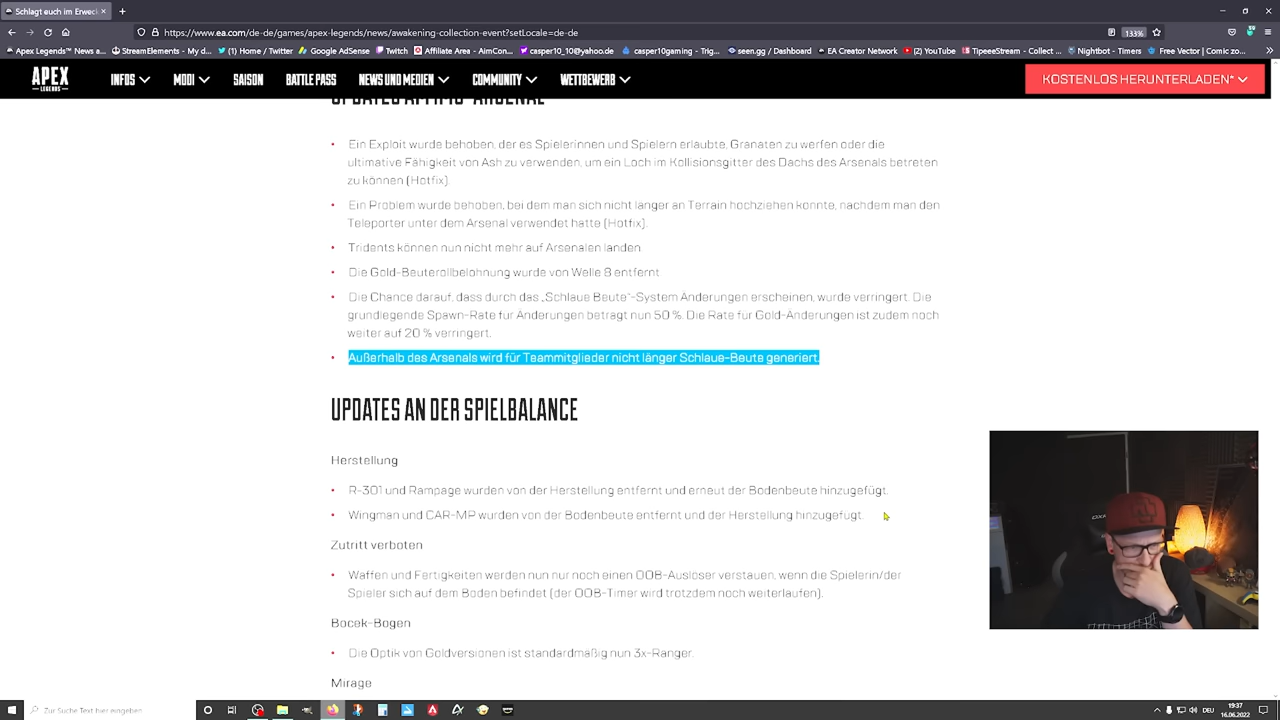 Schlagt euch im Erweck
https://www.ea.com/de-de/games/apex-legends/news/awakening-collection-event?setLocale=de-de
133%
Apex Legends™ News a...
StreamElements
(1) Home / Twitter
Google AdSense
Twitch
Affiliate Area - AimCon...
casper10_10@yahoo.de
casper10gaming - Trig...
seen.gg / Dashboard
EA Creator Network
(2) YouTube
TipeeeStream - Collect ...
Nightbot - Timers
Free Vector | Comic zo...
APEX
LEGENDS
INFOS
MODI
SAISON
BATTLE PASS
NEWS UND MEDIEN
COMMUNITY
WETTBEWERB
KOSTENLOS HERUNTERLADEN*
Ein Exploit wurde behoben, der es Spielerinnen und Spielern erlaubte, Granaten zu werfen oder die
ultimative Fähigkeit von Ash zu verwenden, um ein Loch im Kollisionsgitter des Dachs des Arsenals betreten
zu können (Hotfix).
Ein Problem wurde behoben, bei dem man sich nicht länger an Terrain hochziehen konnte, nachdem man den
Teleporter unter dem Arsenal verwendet hatte (Hotfix).
Tridents können nun nicht mehr auf Arsenalen landen
Die Gold-Beuterollbelohnung wurde von Welle 8 entfernt
Die Chance darauf, dass durch das „Schlaue Beute“-System Änderungen erscheinen, wurde verringert. Die
grundlegende Spawn-Rate für Änderungen beträgt nun 50 %. Die Rate für Gold-Änderungen ist zudem noch
weiter auf 20 % verringert.
Außerhalb des Arsenals wird für Teammitglieder nicht länger Schlaue-Beute generiert.
UPDATES AN DER SPIELBALANCE
Herstellung
R-301 und Rampage wurden von der Herstellung entfernt und erneut der Bodenbeute hinzugefügt.
Wingman und CAR-MP wurden von der Bodenbeute entfernt und der Herstellung hinzugefügt.
Zutritt verboten
Waffen und Fertigkeiten werden nun nur noch einen OOB-Auslöser verstauen, wenn die Spielerin/der
Spieler sich auf dem Boden befindet (der OOB-Timer wird trotzdem noch weiterlaufen).
Bocek-Bogen
Die Optik von Goldversionen ist standardmäßig nun 3x-Ranger.
Mirage
Zur Suche Text hier eingeben
DEU
19:37
16.06.2022